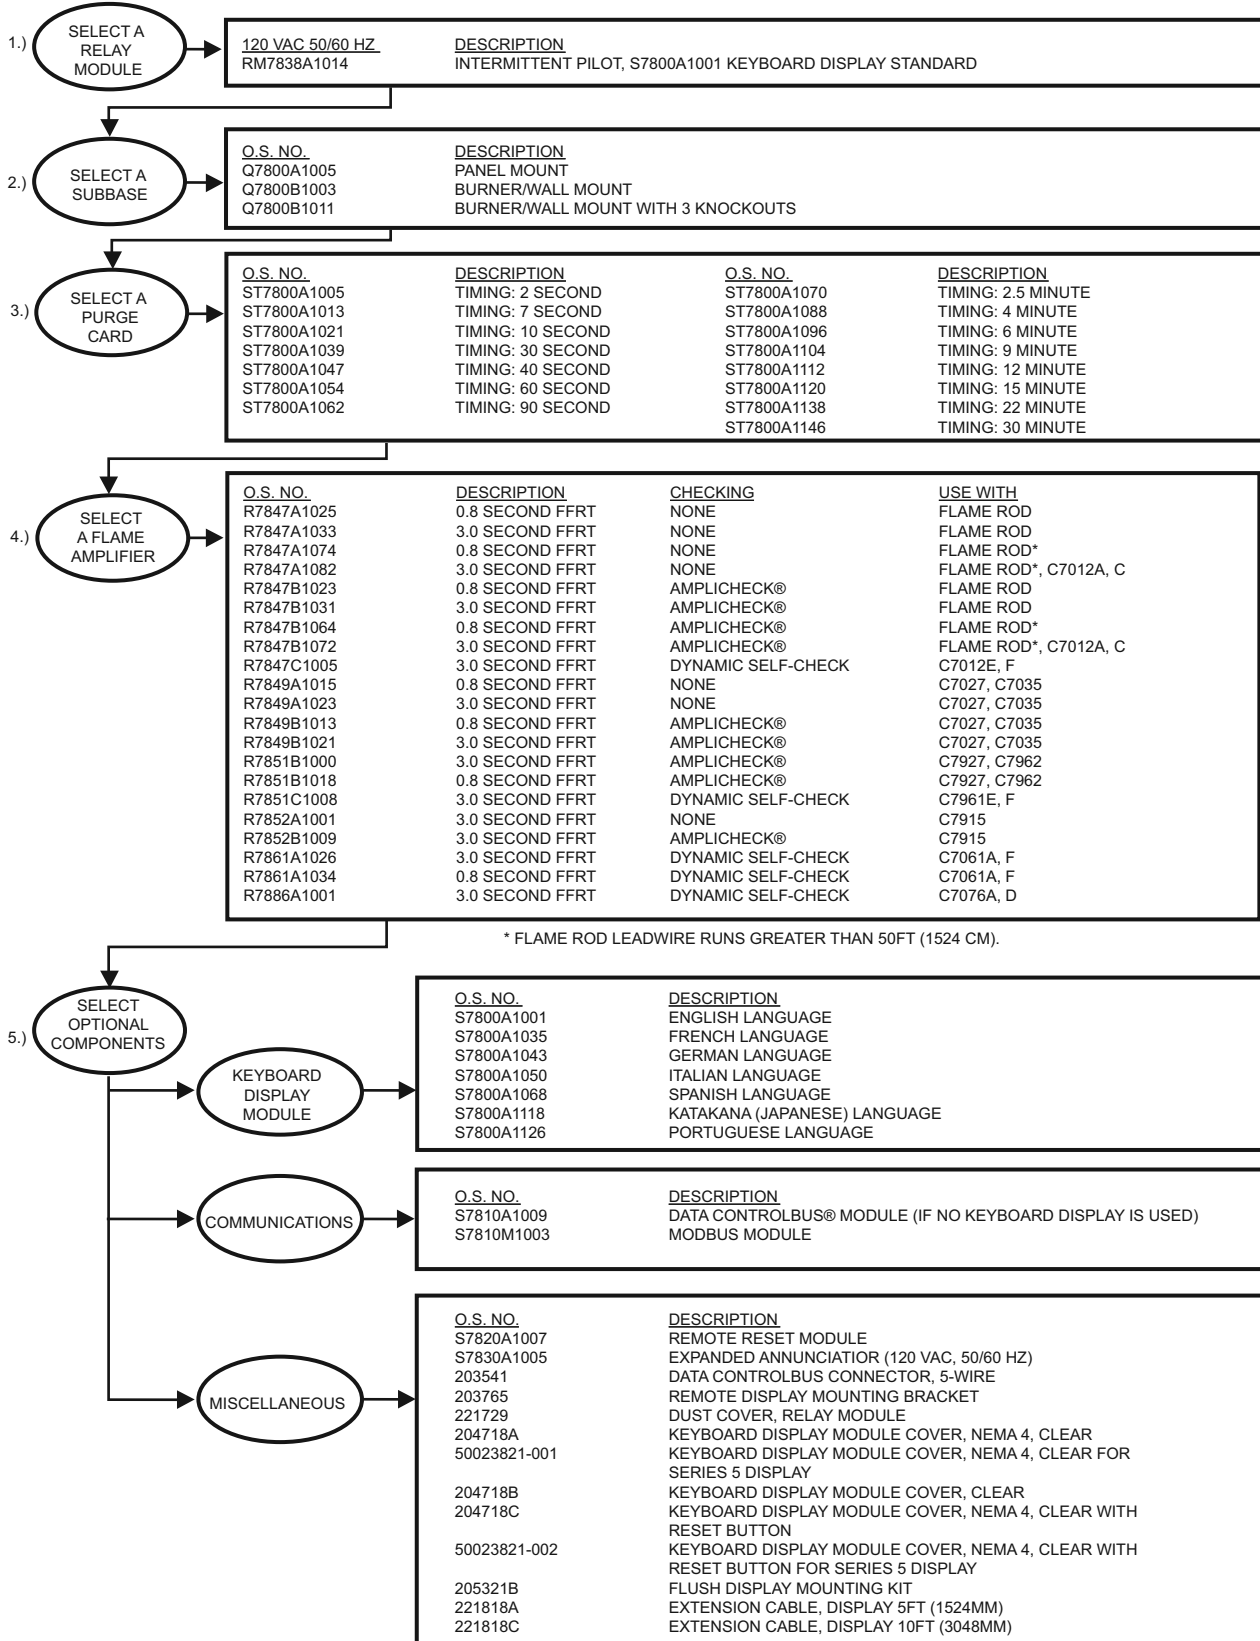 1.)
SELECT A
RELAY
MODULE
120 VAC 50/60 HZ DESCRIPTION
RM7838A1014 INTERMITTENT PILOT, S7800A1001 KEYBOARD DISPLAY STANDARD
2.)
SELECT A
SUBBASE
O.S. NO. DESCRIPTION
Q7800A1005 PANEL MOUNT
Q7800B1003 BURNER/WALL MOUNT
Q7800B1011 BURNER/WALL MOUNT WITH 3 KNOCKOUTS
3.)
SELECT A
PURGE
CARD
O.S. NO. DESCRIPTION O.S. NO. DESCRIPTION
ST7800A1005 TIMING: 2 SECOND ST7800A1070 TIMING: 2.5 MINUTE
ST7800A1013 TIMING: 7 SECOND ST7800A1088 TIMING: 4 MINUTE
ST7800A1021 TIMING: 10 SECOND ST7800A1096 TIMING: 6 MINUTE
ST7800A1039 TIMING: 30 SECOND ST7800A1104 TIMING: 9 MINUTE
ST7800A1047 TIMING: 40 SECOND ST7800A1112 TIMING: 12 MINUTE
ST7800A1054 TIMING: 60 SECOND ST7800A1120 TIMING: 15 MINUTE
ST7800A1062 TIMING: 90 SECOND ST7800A1138 TIMING: 22 MINUTE
ST7800A1146 TIMING: 30 MINUTE
4.)
SELECT
A FLAME
AMPLIFIER
O.S. NO. DESCRIPTION CHECKING USE WITH
R7847A1025 0.8 SECOND FFRT NONE FLAME ROD
R7847A1033 3.0 SECOND FFRT NONE FLAME ROD
R7847A1074 0.8 SECOND FFRT NONE FLAME ROD*
R7847A1082 3.0 SECOND FFRT NONE FLAME ROD*, C7012A, C
R7847B1023 0.8 SECOND FFRT AMPLICHECK® FLAME ROD
R7847B1031 3.0 SECOND FFRT AMPLICHECK® FLAME ROD
R7847B1064 0.8 SECOND FFRT AMPLICHECK® FLAME ROD*
R7847B1072 3.0 SECOND FFRT AMPLICHECK® FLAME ROD*, C7012A, C
R7847C1005 3.0 SECOND FFRT DYNAMIC SELF-CHECK C7012E, F
R7849A1015 0.8 SECOND FFRT NONE C7027, C7035
R7849A1023 3.0 SECOND FFRT NONE C7027, C7035
R7849B1013 0.8 SECOND FFRT AMPLICHECK® C7027, C7035
R7849B1021 3.0 SECOND FFRT AMPLICHECK® C7027, C7035
R7851B1000 3.0 SECOND FFRT AMPLICHECK® C7927, C7962
R7851B1018 0.8 SECOND FFRT AMPLICHECK® C7927, C7962
R7851C1008 3.0 SECOND FFRT DYNAMIC SELF-CHECK C7961E, F
R7852A1001 3.0 SECOND FFRT NONE C7915
R7852B1009 3.0 SECOND FFRT AMPLICHECK® C7915
R7861A1026 3.0 SECOND FFRT DYNAMIC SELF-CHECK C7061A, F
R7861A1034 0.8 SECOND FFRT DYNAMIC SELF-CHECK C7061A, F
R7886A1001 3.0 SECOND FFRT DYNAMIC SELF-CHECK C7076A, D
* FLAME ROD LEADWIRE RUNS GREATER THAN 50FT (1524 CM).
5.)
SELECT
OPTIONAL
COMPONENTS
KEYBOARD
DISPLAY
MODULE
O.S. NO. DESCRIPTION
S7800A1001 ENGLISH LANGUAGE
S7800A1035 FRENCH LANGUAGE
S7800A1043 GERMAN LANGUAGE
S7800A1050 ITALIAN LANGUAGE
S7800A1068 SPANISH LANGUAGE
S7800A1118 KATAKANA (JAPANESE) LANGUAGE
S7800A1126 PORTUGUESE LANGUAGE
COMMUNICATIONS
O.S. NO. DESCRIPTION
S7810A1009 DATA CONTROLBUS® MODULE (IF NO KEYBOARD DISPLAY IS USED)
S7810M1003 MODBUS MODULE
MISCELLANEOUS
O.S. NO. DESCRIPTION
S7820A1007 REMOTE RESET MODULE
S7830A1005 EXPANDED ANNUNCIATIOR (120 VAC, 50/60 HZ)
203541 DATA CONTROLBUS CONNECTOR, 5-WIRE
203765 REMOTE DISPLAY MOUNTING BRACKET
221729 DUST COVER, RELAY MODULE
204718A KEYBOARD DISPLAY MODULE COVER, NEMA 4, CLEAR
50023821-001 KEYBOARD DISPLAY MODULE COVER, NEMA 4, CLEAR FOR
SERIES 5 DISPLAY
204718B KEYBOARD DISPLAY MODULE COVER, CLEAR
204718C KEYBOARD DISPLAY MODULE COVER, NEMA 4, CLEAR WITH
RESET BUTTON
50023821-002 KEYBOARD DISPLAY MODULE COVER, NEMA 4, CLEAR WITH
RESET BUTTON FOR SERIES 5 DISPLAY
205321B FLUSH DISPLAY MOUNTING KIT
221818A EXTENSION CABLE, DISPLAY 5FT (1524MM)
221818C EXTENSION CABLE, DISPLAY 10FT (3048MM)